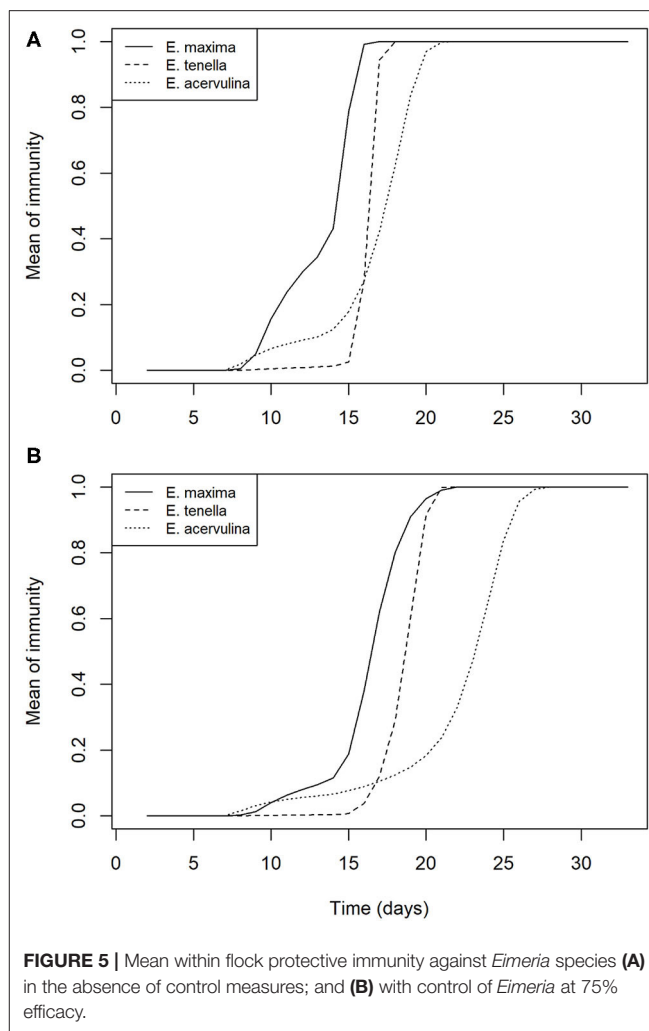 A
E. maxima
E. tenella
E. acervulina
Mean of immunity
0.0 0.2 0.4 0.6 0.8 1.0
0 5 10 15 20 25 30
B
E. maxima
E. tenella
E. acervulina
Mean of immunity
0.0 0.2 0.4 0.6 0.8 1.0
0 5 10 15 20 25 30
Time (days)
FIGURE 5 | Mean within flock protective immunity against Eimeria species (A)
in the absence of control measures; and (B) with control of Eimeria at 75%
efficacy.